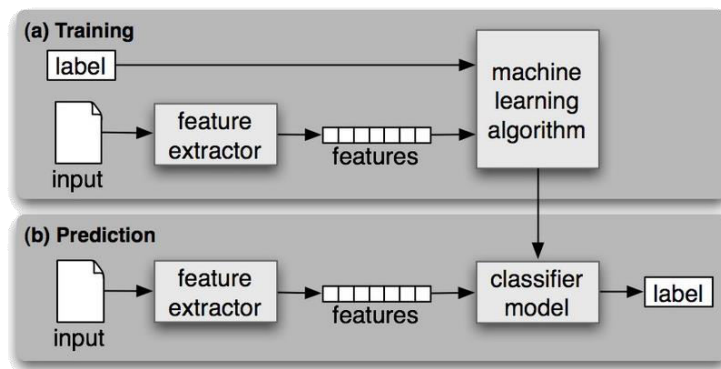 (a) Training
label
machine
learning
algorithm
feature
extractor
features
input
(b) Prediction
feature
extractor
classifier
model
label
features
input